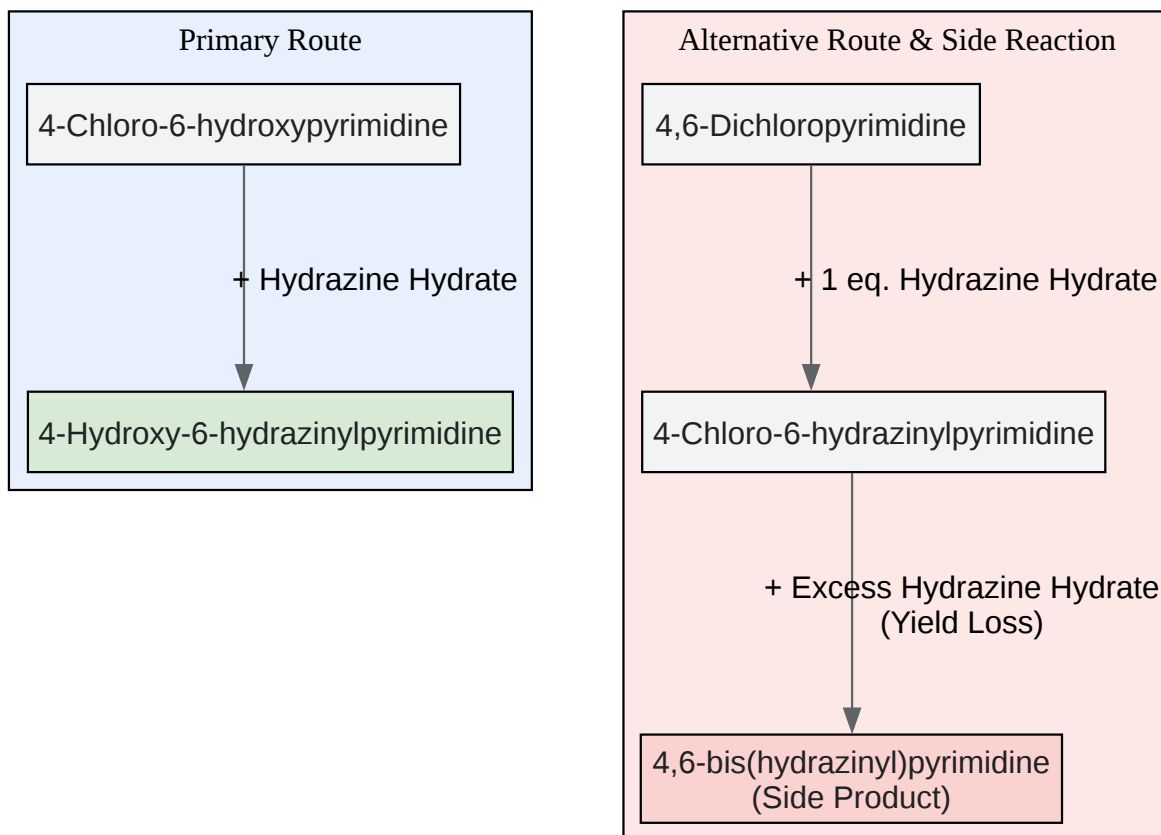 Primary Route
4-Chloro-6-hydroxypyrimidine
+ Hydrazine Hydrate
4-Hydroxy-6-hydrazinylpyrimidine
Alternative Route & Side Reaction
4,6-Dichloropyrimidine
+ 1 eq. Hydrazine Hydrate
4-Chloro-6-hydrazinylpyrimidine
+ Excess Hydrazine Hydrate
(Yield Loss)
4,6-bis(hydrazinyl)pyrimidine
(Side Product)